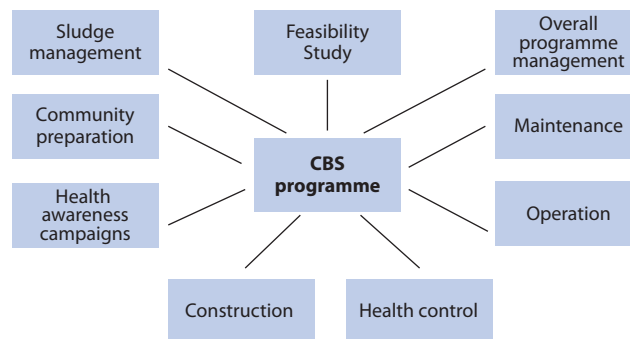 Sludge
management
Feasibility
Study
Overall
programme
management
Community
preparation
CBS
programme
Maintenance
Health
awareness
campaigns
Operation
Construction
Health control